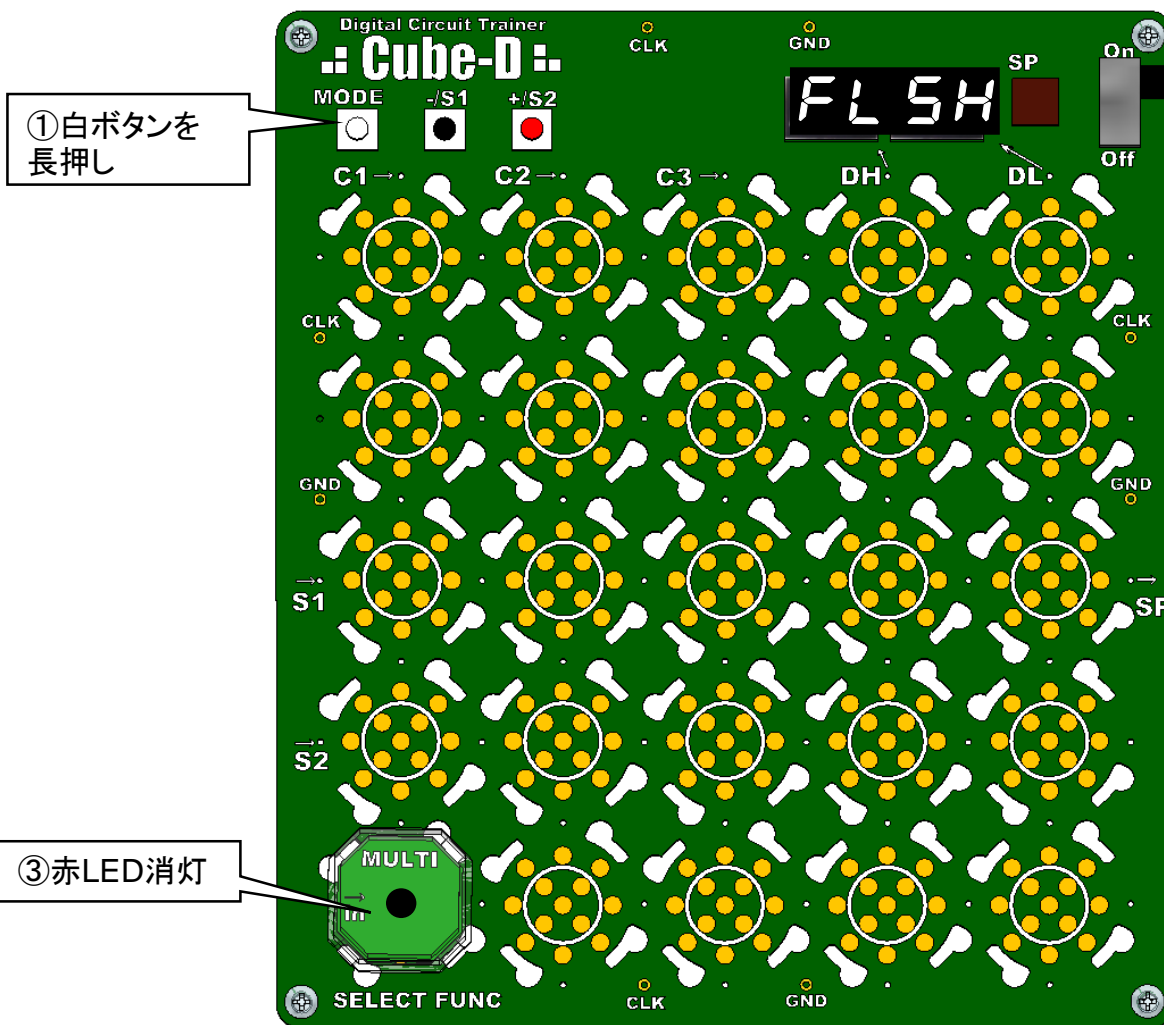 Digital Circuit Trainer
Cube-D
CLK
GND
On
SP
MODE
-/S1
+/S2
FLSH
Off
①白ボタンを
長押し
C1→
C2→
C3→
DH
DL
CLK
CLK
GND
GND
→
S1
→
SP
→
S2
③赤LED消灯
MULTI
→
SELECT FUNC
CLK
GND